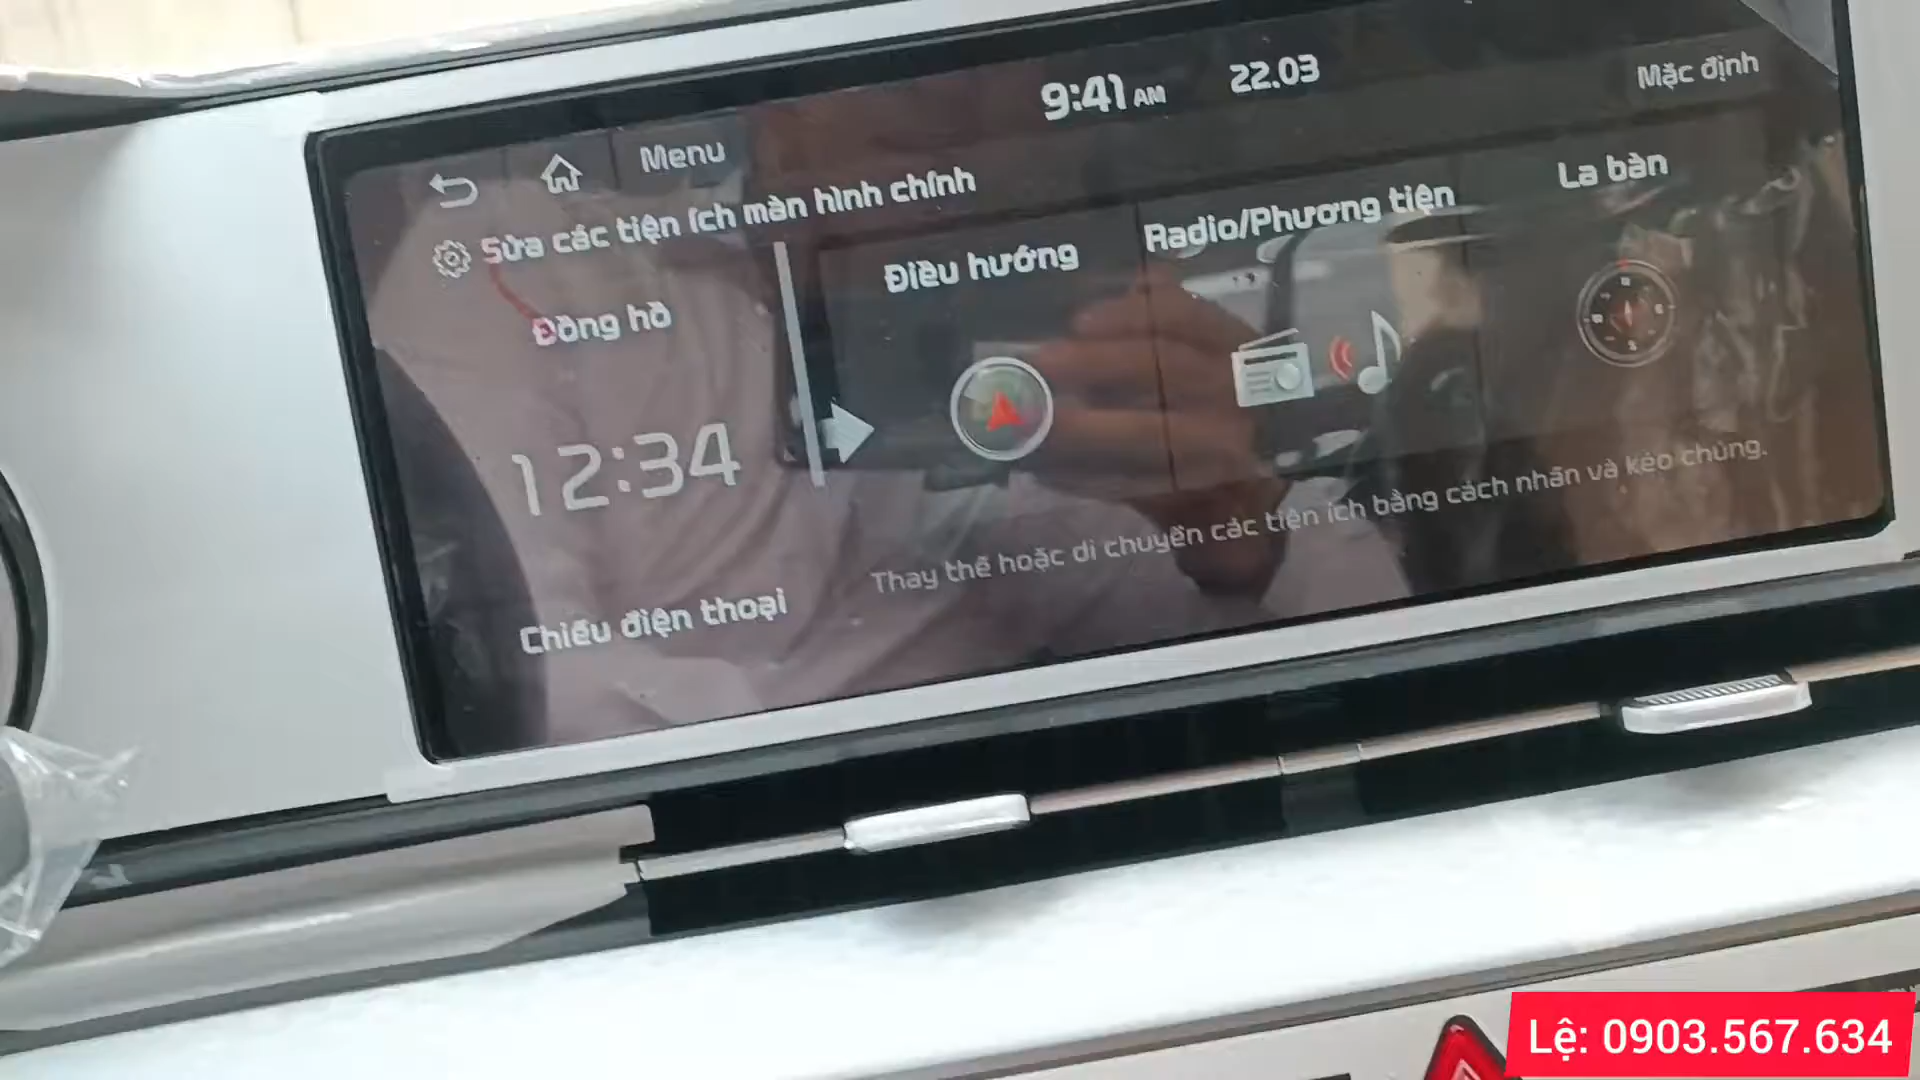 9:41 AM
22.03
Mặc định
Menu
Sửa các tiện ích màn hình chính
Đồng hồ
Điều hướng
Radio/Phương tiện
La bàn
12:34
Thay thế hoặc di chuyển các tiện ích bằng cách nhấn và kéo chúng.
Chiếu điện thoại
Lệ: 0903.567.634